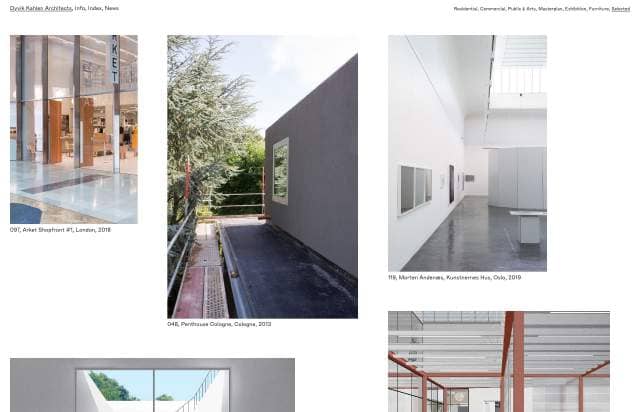 Dyvik Kahlen Architects, Info, Index, News
Residential, Commercial, Public & Arts, Masterplan, Exhibition, Furniture, Selected
RKET
097, Arket Shopfront #1, London, 2018
048, Penthouse Cologne, Cologne, 2013
119, Morten Andenæs, Kunstnernes Hus, Oslo, 2019